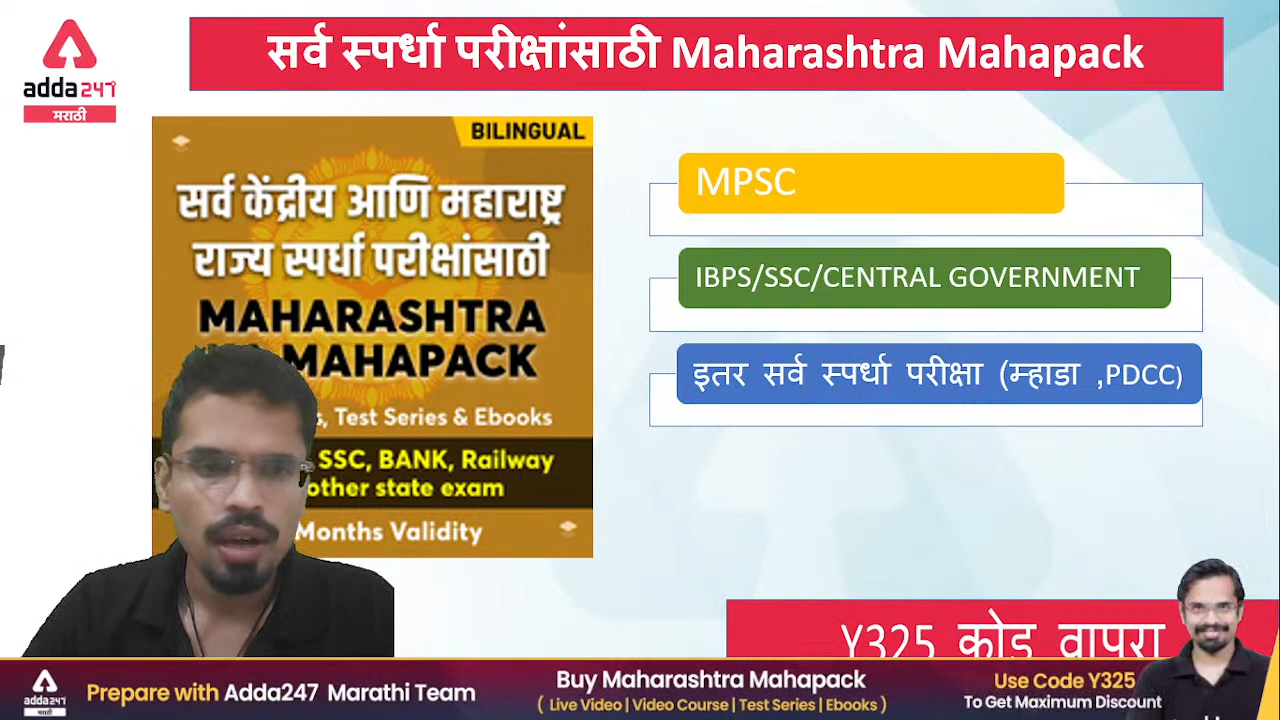 adda247
मराठी
सर्व स्पर्धा परीक्षांसाठी Maharashtra Mahapack
BILINGUAL
सर्व केंद्रीय आणि महाराष्ट्र
राज्य स्पर्धा परीक्षांसाठी
MAHARASHTRA
MAHAPACK
Test Series & Ebooks
SSC, BANK, Railway
other state exam
Months Validity
MPSC
IBPS/SSC/CENTRAL GOVERNMENT
इतर सर्व स्पर्धा परीक्षा (म्हाडा ,PDCC)
Y325 कोड वापरा
adda247
मराठी
Prepare with Adda247 Marathi Team
Buy Maharashtra Mahapack
( Live Video | Video Course | Test Series | Ebooks )
Use Code Y325
To Get Maximum Discount